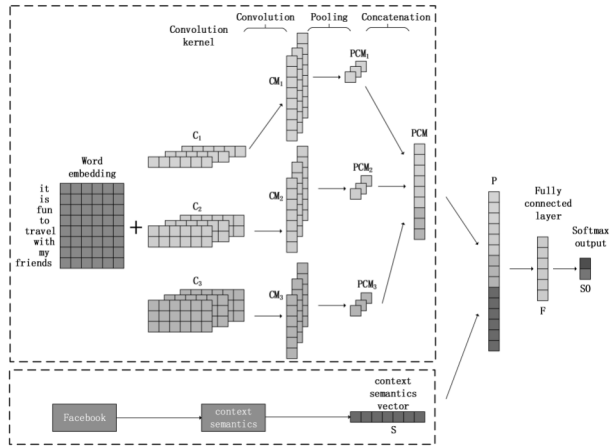 Convolution Pooling Concatenation
Convolution
kernel
CM1
PCM1
C1
PCM
Word
embedding
it
is
fun
to
travel
with
my
friends
+
C2
CM2
PCM2
C3
CM3
PCM3
P
Fully
connected
layer
F
Softmax
output
SO
Facebook
context
semantics
context
semantics
vector
S